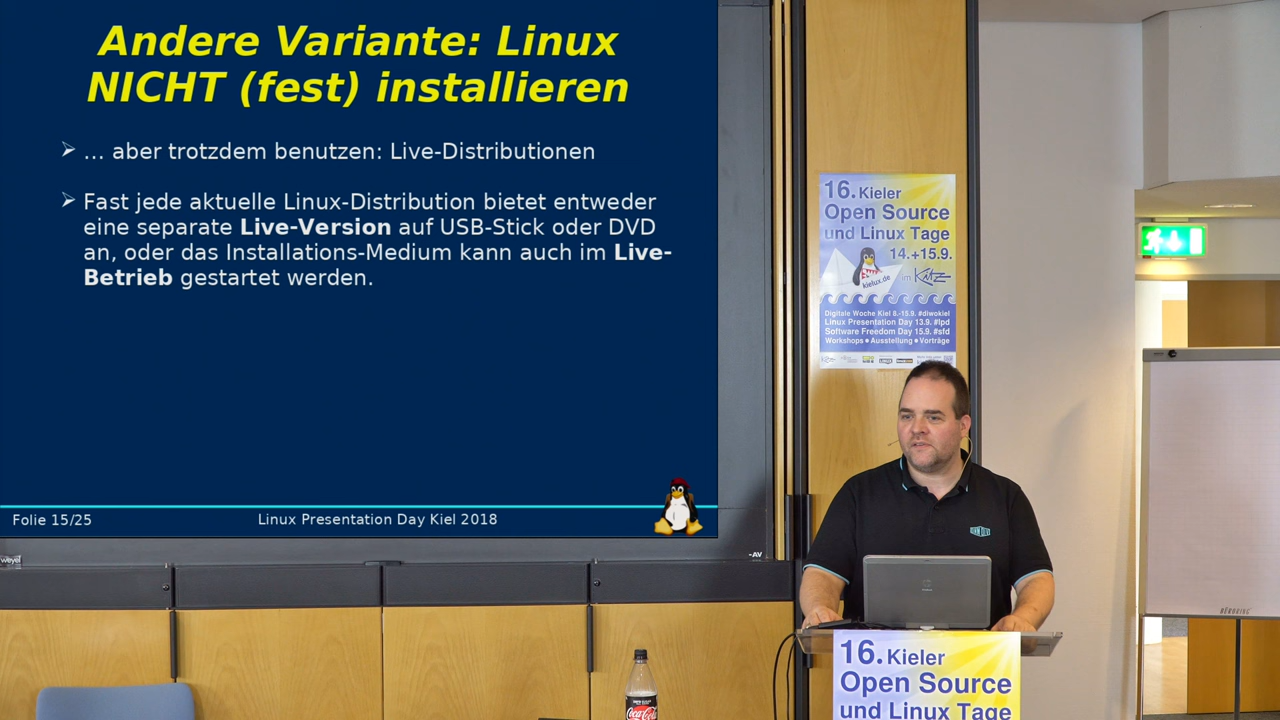 Andere Variante: Linux
NICHT (fest) installieren
… aber trotzdem benutzen: Live-Distributionen
Fast jede aktuelle Linux-Distribution bietet entweder
eine separate Live-Version auf USB-Stick oder DVD
an, oder das Installations-Medium kann auch im Live-
Betrieb gestartet werden.
Folie 15/25
Linux Presentation Day Kiel 2018
weyel
-AV
16. Kieler
Open Source
und Linux Tage
14.+15.9.
im Kitz
kielux.de
Digitale Woche Kiel 8.-15.9. #diwokiel
Linux Presentation Day 13.9. #lpd
Software Freedom Day 15.9. #sfd
Workshops • Ausstellung • Vorträge
16. Kieler
Open Source
und Linux Tage
Coca-Cola